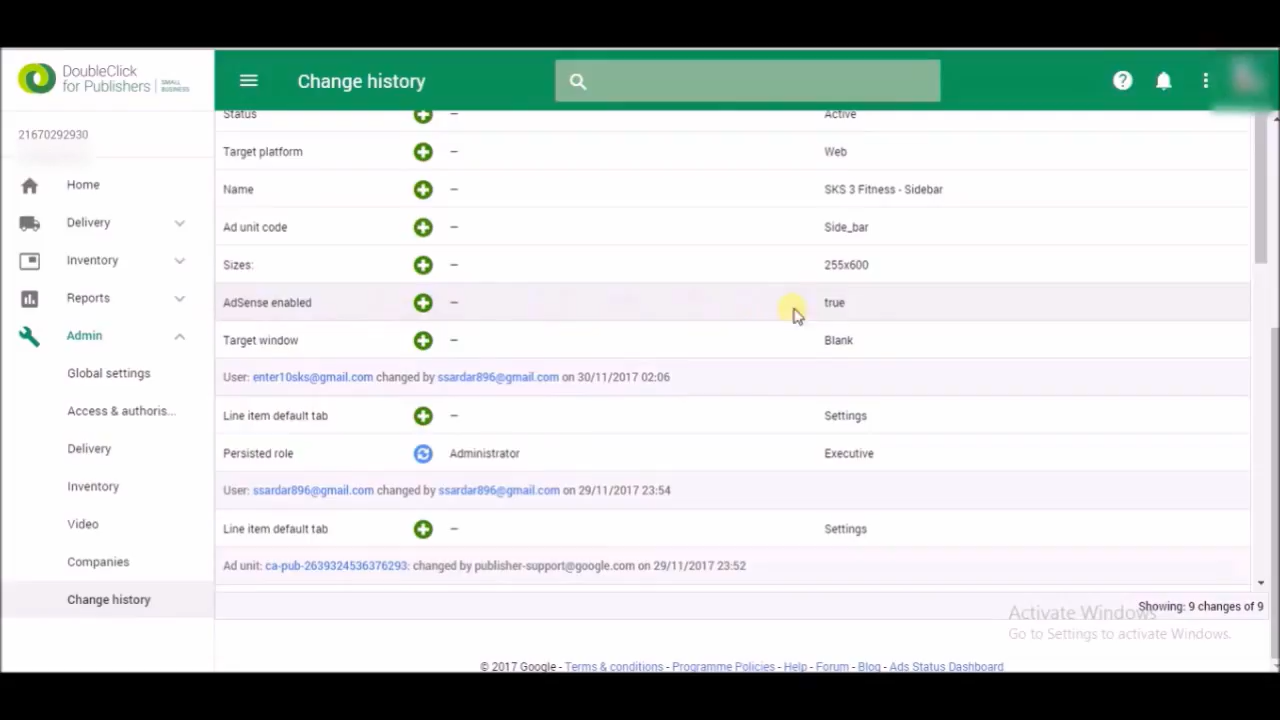 DoubleClick
for Publishers
SMALL
BUSINESS
Change history
21670292930
Home
Delivery
Inventory
Reports
Admin
Global settings
Access & authoris...
Delivery
Inventory
Video
Companies
Change history
Status – Active
Target platform – Web
Name – SKS 3 Fitness - Sidebar
Ad unit code – Side_bar
Sizes: – 255x600
AdSense enabled – true
Target window – Blank
User: enter10sks@gmail.com changed by ssardar896@gmail.com on 30/11/2017 02:06
Line item default tab – Settings
Persisted role Administrator Executive
User: ssardar896@gmail.com changed by ssardar896@gmail.com on 29/11/2017 23:54
Line item default tab – Settings
Ad unit: ca-pub-2639324536376293: changed by publisher-support@google.com on 29/11/2017 23:52
Showing: 9 changes of 9
Activate Windows
Go to Settings to activate Windows.
© 2017 Google - Terms & conditions - Programme Policies - Help - Forum - Blog - Ads Status Dashboard